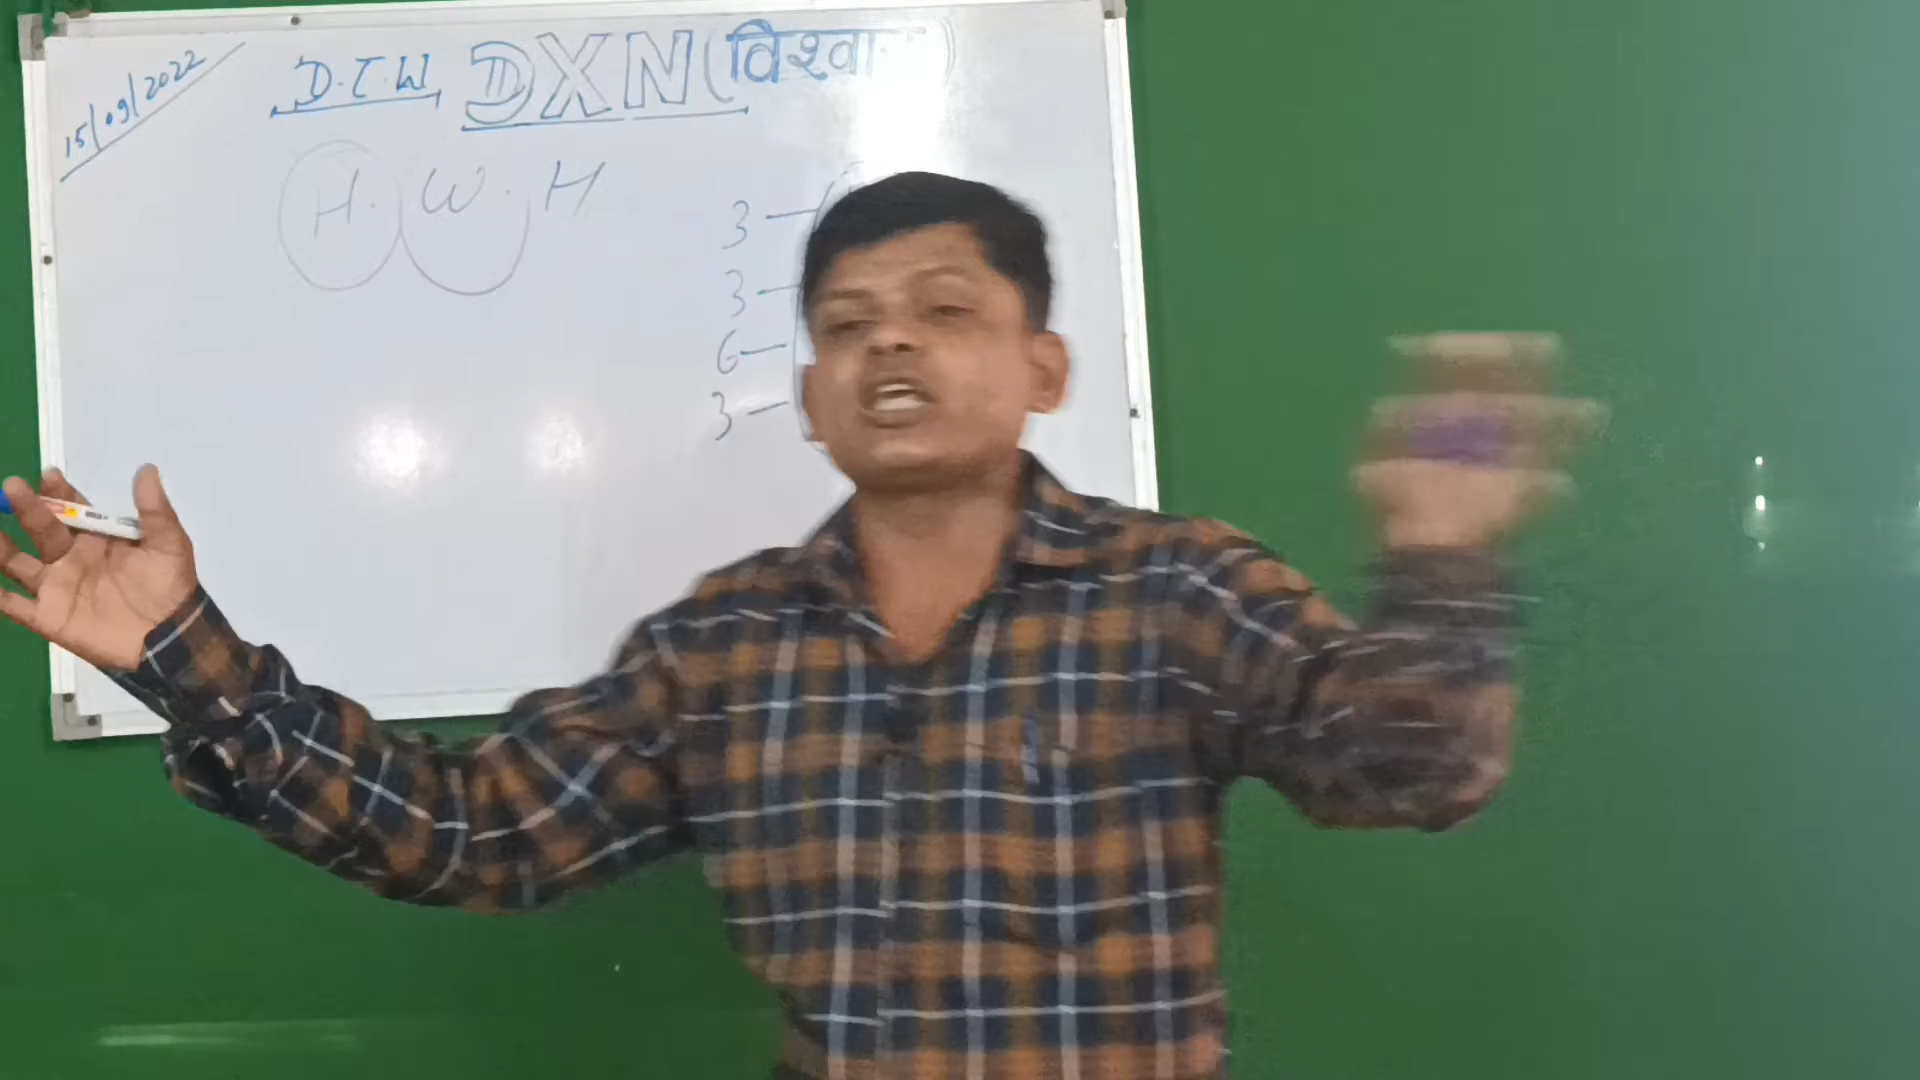 15/09/2022
D.I.W DXN (विश्वा
H. W. H
3 —
3 —
6 —
3 —